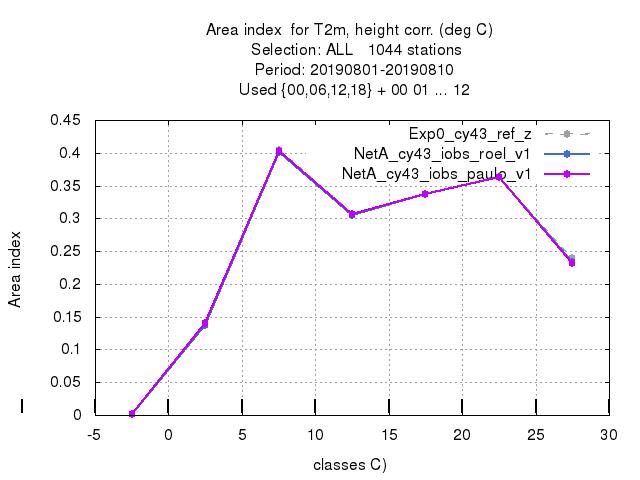 Area index  for T2m, height corr. (deg C)
Selection: ALL   1044 stations
Period: 20190801-20190810
Used {00,06,12,18} + 00 01 ... 12
Exp0_cy43_ref_z
NetA_cy43_iobs_roel_v1
NetA_cy43_iobs_paulo_v1
Area index
0.45
0.4
0.35
0.3
0.25
0.2
0.15
0.1
0.05
0
-5
0
5
10
15
20
25
30
classes C)